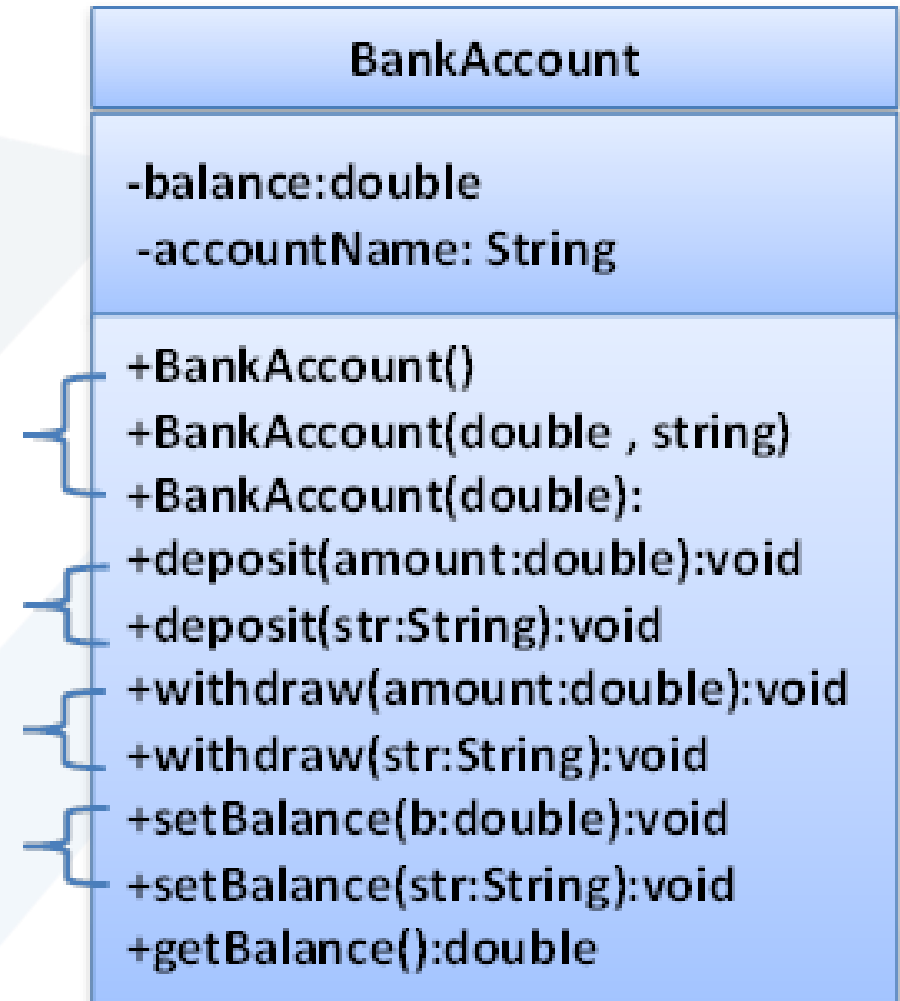 BankAccount
-balance:double
-accountName: String
+BankAccount()
+BankAccount(double , string)
+BankAccount(double):
+deposit(amount:double):void
+deposit(str:String):void
+withdraw(amount:double):void
+withdraw(str:String):void
+setBalance(b:double):void
+setBalance(str:String):void
+getBalance():double